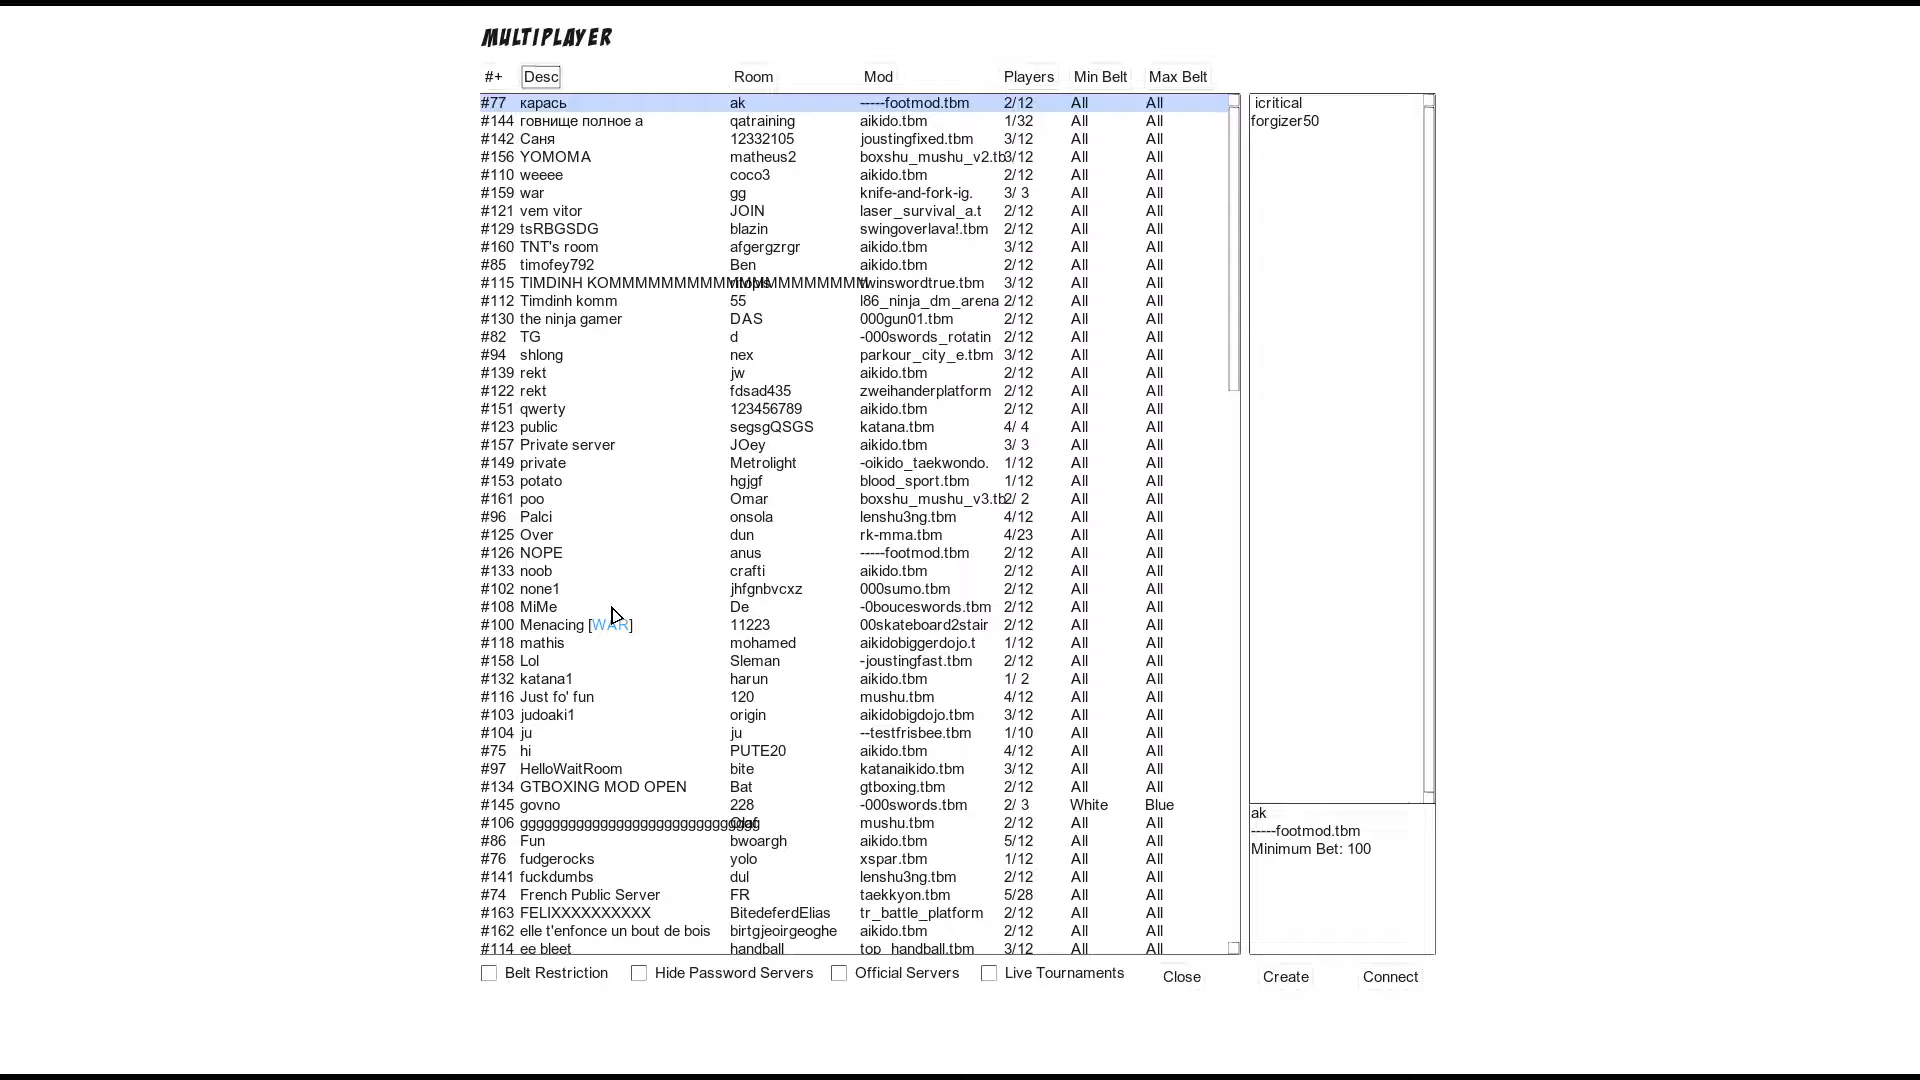 MULTIPLAYER
#+ Desc Room Mod Players Min Belt Max Belt
#77 карась ak -----footmod.tbm 2/12 All All
#144 говнище полное а qatraining aikido.tbm 1/32 All All
#142 Саня 12332105 joustingfixed.tbm 3/12 All All
#156 YOMOMA matheus2 boxshu_mushu_v2.tb 3/12 All All
#110 weeee coco3 aikido.tbm 2/12 All All
#159 war gg knife-and-fork-ig. 3/ 3 All All
#121 vem vitor JOIN laser_survival_a.t 2/12 All All
#129 tsRBGSDG blazin swingoverlava!.tbm 2/12 All All
#160 TNT's room afgergzrgr aikido.tbm 3/12 All All
#85 timofey792 Ben aikido.tbm 2/12 All All
#115 TIMDINH twinswordtrue.tbm 3/12 All All
#112 Timdinh komm 55 l86_ninja_dm_arena 2/12 All All
#130 the ninja gamer DAS 000gun01.tbm 2/12 All All
#82 TG d -000swords_rotatin 2/12 All All
#94 shlong nex parkour_city_e.tbm 3/12 All All
#139 rekt jw aikido.tbm 2/12 All All
#122 rekt fdsad435 zweihanderplatform 2/12 All All
#151 qwerty 123456789 aikido.tbm 2/12 All All
#123 public segsgQSGS katana.tbm 4/ 4 All All
#157 Private server JOey aikido.tbm 3/ 3 All All
#149 private Metrolight -oikido_taekwondo. 1/12 All All
#153 potato hgjgf blood_sport.tbm 1/12 All All
#161 poo Omar boxshu_mushu_v3.tb 2/ 2 All All
#96 Palci onsola lenshu3ng.tbm 4/12 All All
#125 Over dun rk-mma.tbm 4/23 All All
#126 NOPE anus -----footmod.tbm 2/12 All All
#133 noob crafti aikido.tbm 2/12 All All
#102 none1 jhfgnbvcxz 000sumo.tbm 2/12 All All
#108 MiMe De -0bouceswords.tbm 2/12 All All
#100 Menacing [WAR] 11223 00skateboard2stair 2/12 All All
#118 mathis mohamed aikidobiggerdojo.t 1/12 All All
#158 Lol Sleman -joustingfast.tbm 2/12 All All
#132 katana1 harun aikido.tbm 1/ 2 All All
#116 Just fo' fun 120 mushu.tbm 4/12 All All
#103 judoaki1 origin aikidobigdojo.tbm 3/12 All All
#104 ju ju --testfrisbee.tbm 1/10 All All
#75 hi PUTE20 aikido.tbm 4/12 All All
#97 HelloWaitRoom bite katanaikido.tbm 3/12 All All
#134 GTBOXING MOD OPEN Bat gtboxing.tbm 2/12 All All
#145 govno 228 -000swords.tbm 2/ 3 White Blue
#106 mushu.tbm 2/12 All All
#86 Fun bwoargh aikido.tbm 5/12 All All
#76 fudgerocks yolo xspar.tbm 1/12 All All
#141 fuckdumbs dul lenshu3ng.tbm 2/12 All All
#74 French Public Server FR taekkyon.tbm 5/28 All All
#163 FELIXXXXXXXXXX BitedeferdElias tr_battle_platform 2/12 All All
#162 elle t'enfonce un bout de bois birtgjeoirgeoghe aikido.tbm 2/12 All All
#114 ee bleet handball top_handball.tbm 3/12 All All
icritical
forgizer50
ak
-----footmod.tbm
Minimum Bet: 100
Belt Restriction Hide Password Servers Official Servers Live Tournaments Close Create Connect